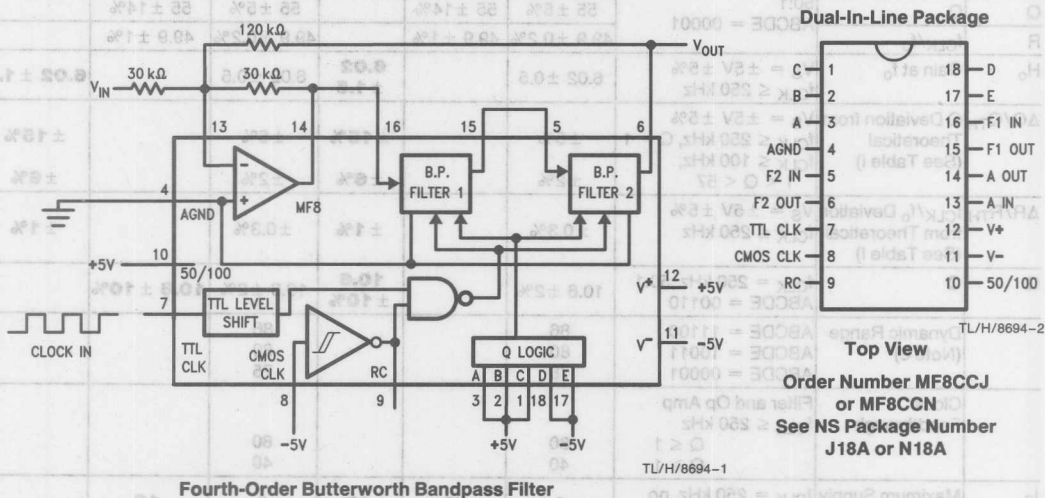 Dual-In-Line Package
120 kΩ
VOUT
VIN
30 kΩ
30 kΩ
13
14
16
15
5
6
4
AGND
MF8
B.P.
FILTER 1
B.P.
FILTER 2
+5V
10
50/100
7
TTL LEVEL
SHIFT
CLOCK IN
TTL
CLK
CMOS
CLK
RC
8
9
-5V
Q LOGIC
A B C D E
3 2 1 18 17
+5V
-5V
V+
12
+5V
V-
11
-5V
TL/H/8694-1
Fourth-Order Butterworth Bandpass Filter
C 1
B 2
A 3
AGND 4
F2 IN 5
F2 OUT 6
TTL CLK 7
CMOS CLK 8
RC 9
18 D
17 E
16 F1 IN
15 F1 OUT
14 A OUT
13 A IN
12 V+
11 V-
10 50/100
TL/H/8694-2
Top View
Order Number MF8CCJ
or MF8CCN
See NS Package Number
J18A or N18A